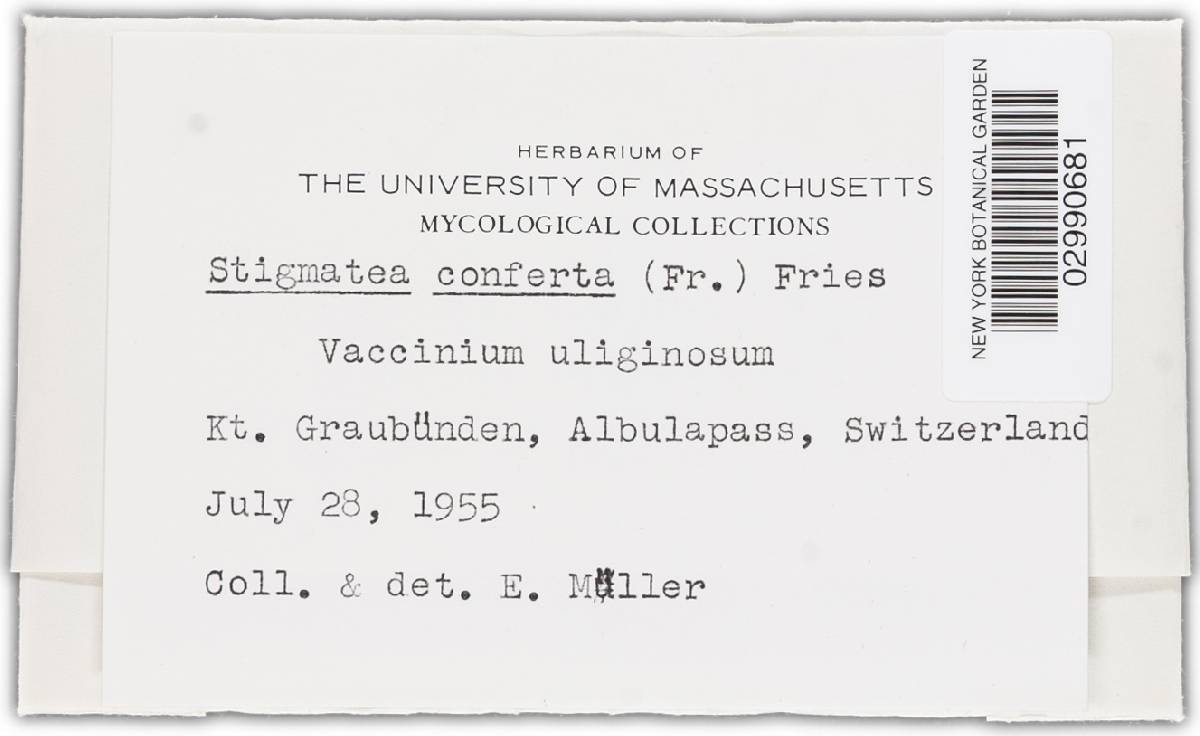 HERBARIUM OF
THE UNIVERSITY OF MASSACHUSETTS
MYCOLOGICAL COLLECTIONS
Stigmatea conferta (Fr.) Fries
Vaccinium uliginosum
Kt. Graubünden, Albulapass, Switzerland
July 28, 1955
Coll. & det. E. Müller
NEW YORK BOTANICAL GARDEN
02990681